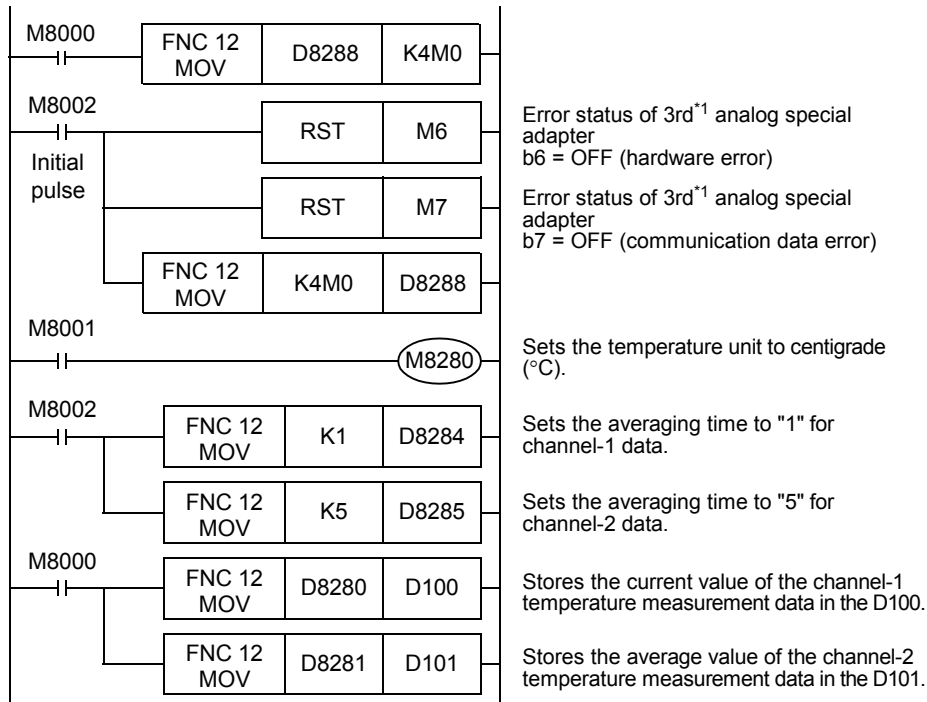 M8000
FNC 12
MOV
D8288
K4M0
M8002
Initial
pulse
RST
M6
Error status of 3rd*1 analog special
adapter
b6 = OFF (hardware error)
RST
M7
Error status of 3rd*1 analog special
adapter
b7 = OFF (communication data error)
FNC 12
MOV
K4M0
D8288
M8001
M8280
Sets the temperature unit to centigrade
(°C).
M8002
FNC 12
MOV
K1
D8284
Sets the averaging time to "1" for
channel-1 data.
FNC 12
MOV
K5
D8285
Sets the averaging time to "5" for
channel-2 data.
M8000
FNC 12
MOV
D8280
D100
Stores the current value of the channel-1
temperature measurement data in the D100.
FNC 12
MOV
D8281
D101
Stores the average value of the channel-2
temperature measurement data in the D101.